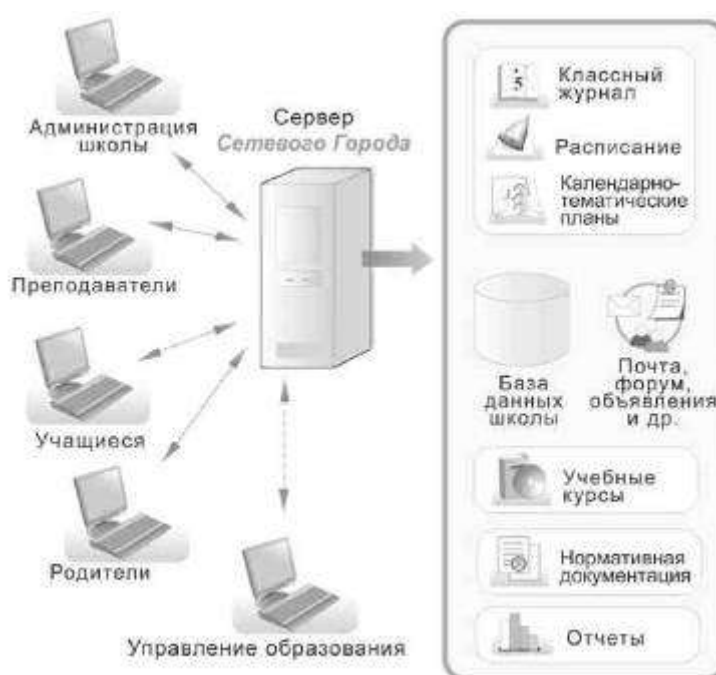 Администрация
школы
Преподаватели
Учащиеся
Родители
Управление образования
Сервер
Сетевого Города
5
Классный
журнал
Расписание
Календарно-
тематические
планы
База
данных
школы
Почта,
форум,
объявления
и др.
Учебные
курсы
Нормативная
документация
Отчеты